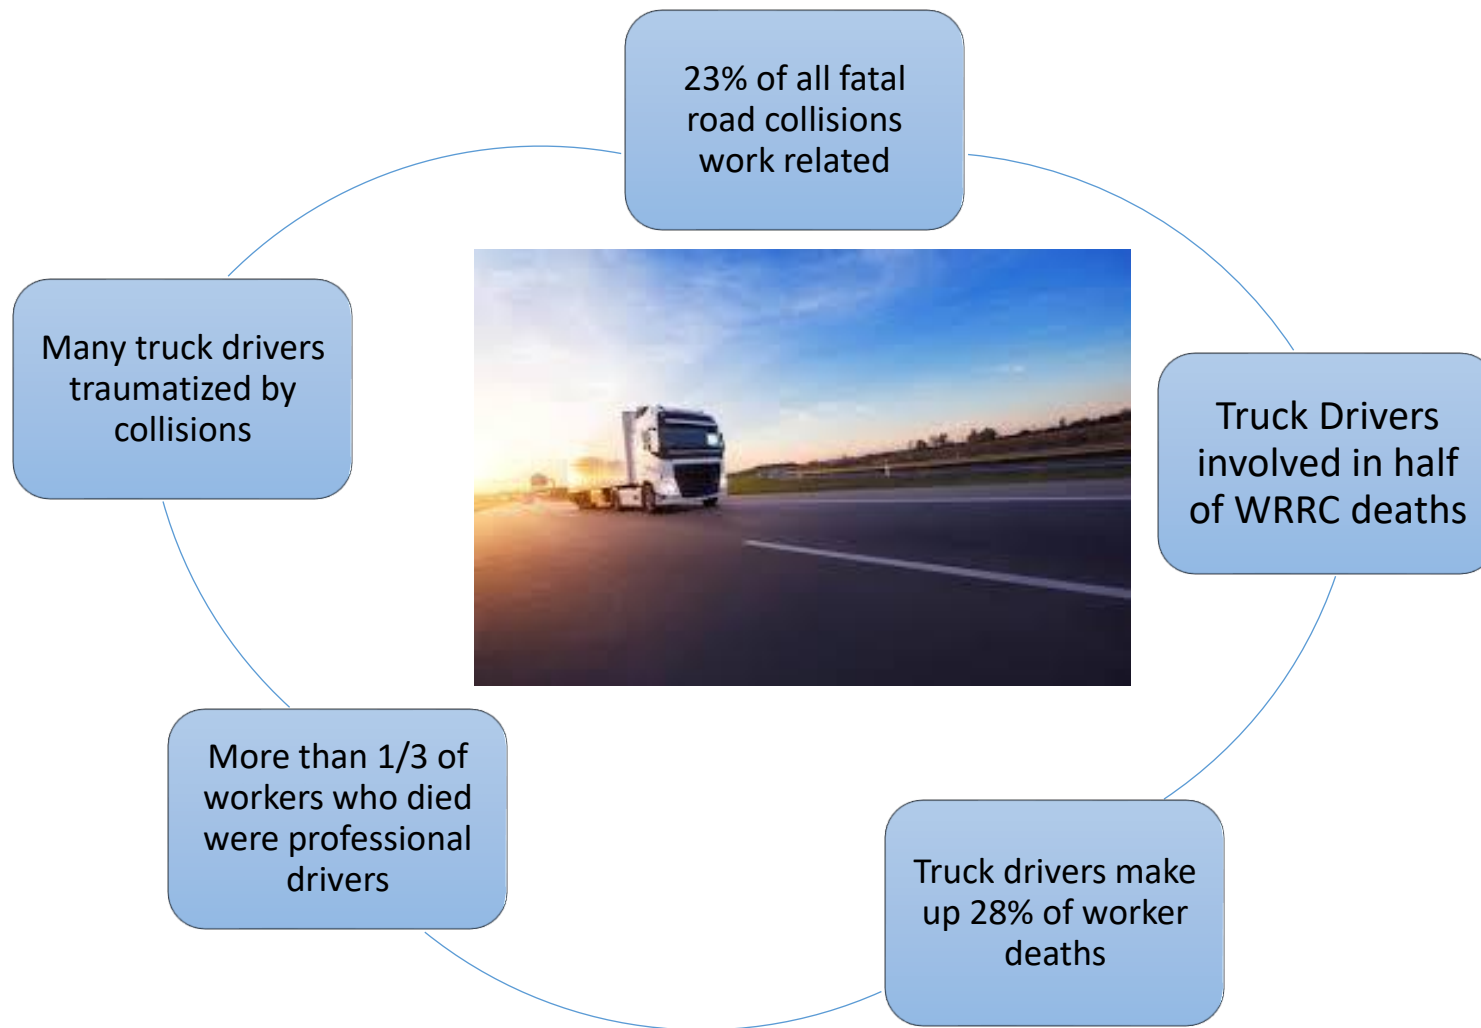 23% of all fatal
road collisions
work related
Truck Drivers
involved in half
of WRRC deaths
Truck drivers make
up 28% of worker
deaths
More than 1/3 of
workers who died
were professional
drivers
Many truck drivers
traumatized by
collisions